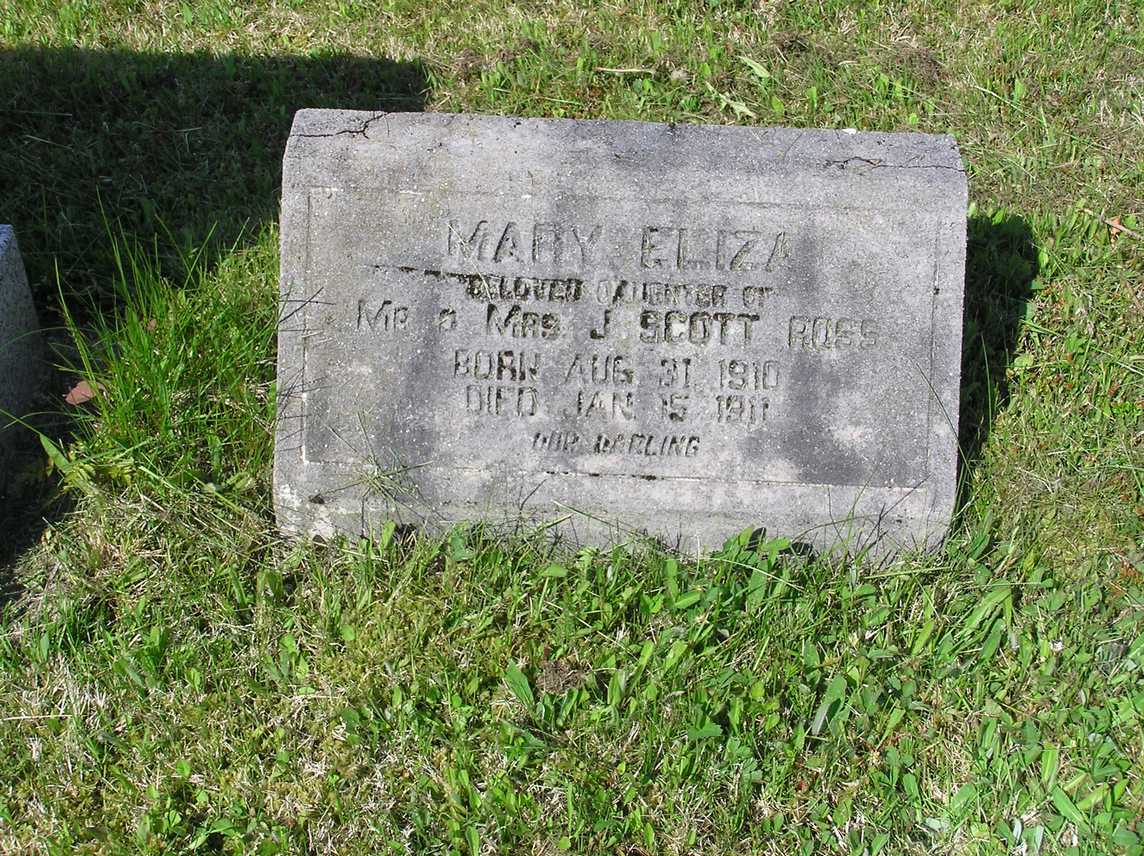 MARY ELIZA
BELOVED DAUGHTER OF
MR & MRS J SCOTT ROSS
BORN AUG 31 1910
DIED JAN 15 1911
OUR DARLING